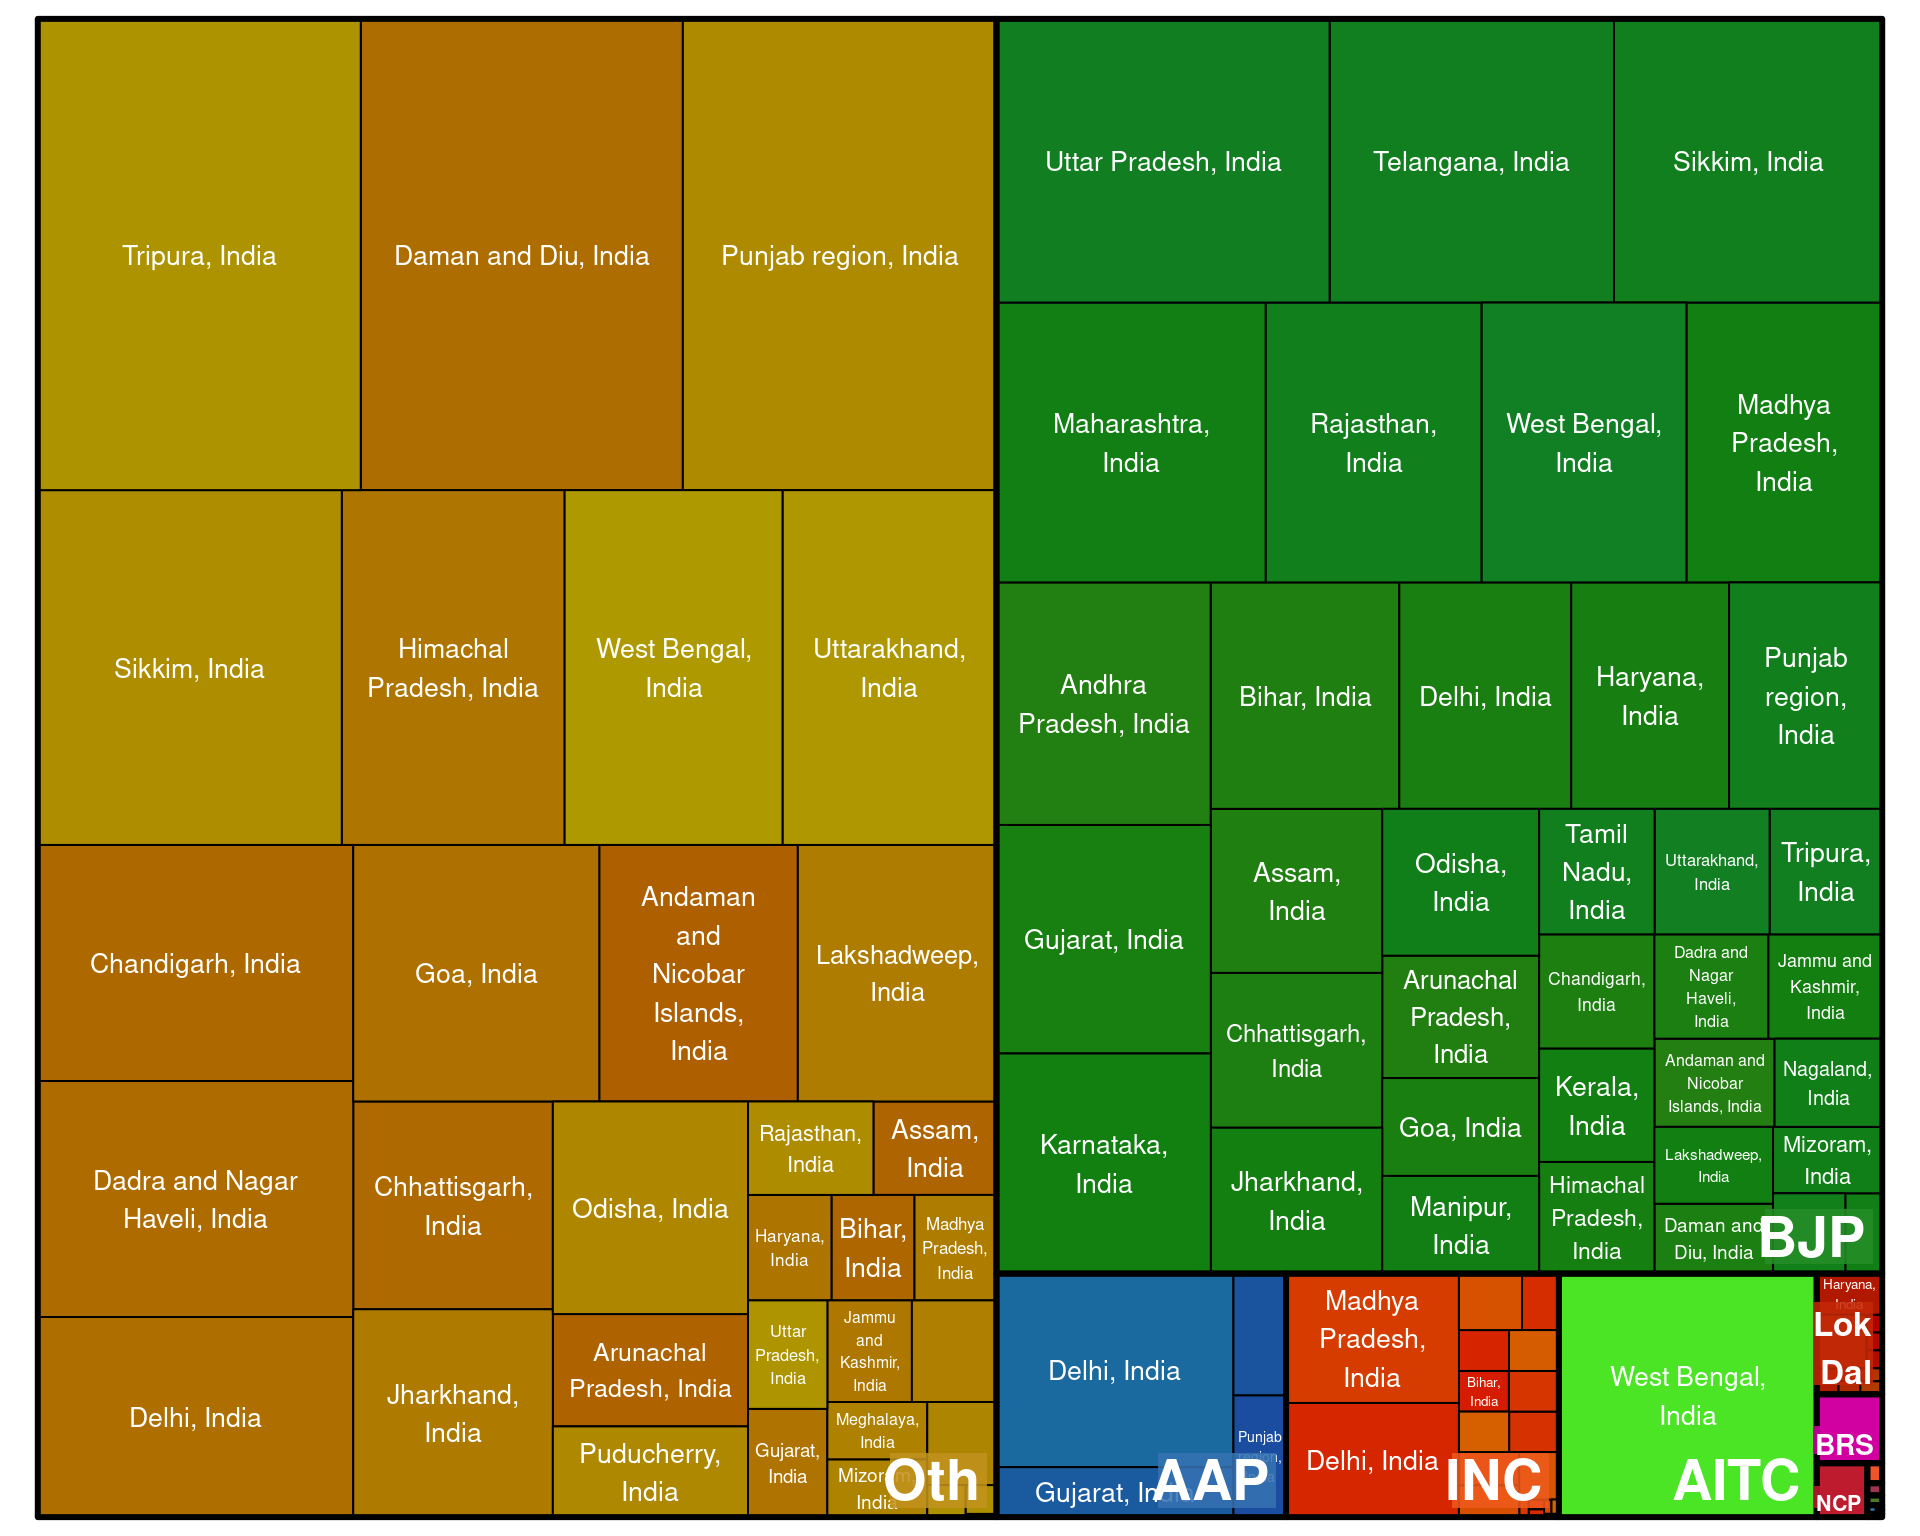 Tripura, India
Daman and Diu, India
Punjab region, India
Sikkim, India
Himachal
Pradesh, India
West Bengal,
India
Uttarakhand,
India
Chandigarh, India
Goa, India
Andaman
and
Nicobar
Islands,
India
Lakshadweep,
India
Dadra and Nagar
Haveli, India
Delhi, India
Chhattisgarh,
India
Jharkhand,
India
Odisha, India
Arunachal
Pradesh, India
Puducherry,
India
Rajasthan,
India
Assam,
India
Haryana,
India
Bihar,
India
Madhya
Pradesh,
India
Uttar
Pradesh,
India
Jammu
and
Kashmir,
India
Gujarat,
India
Meghalaya,
India
Mizoram,
India
Oth
Uttar Pradesh, India
Telangana, India
Sikkim, India
Maharashtra,
India
Rajasthan,
India
West Bengal,
India
Madhya
Pradesh,
India
Andhra
Pradesh, India
Bihar, India
Delhi, India
Haryana,
India
Punjab
region,
India
Gujarat, India
Karnataka,
India
Assam,
India
Chhattisgarh,
India
Jharkhand,
India
Odisha,
India
Arunachal
Pradesh,
India
Goa, India
Manipur,
India
Tamil
Nadu,
India
Uttarakhand,
India
Tripura,
India
Chandigarh,
India
Dadra and
Nagar
Haveli,
India
Jammu and
Kashmir,
India
Kerala,
India
Andaman and
Nicobar
Islands, India
Nagaland,
India
Himachal
Pradesh,
India
Lakshadweep,
India
Mizoram,
India
Daman and
Diu, India
BJP
Delhi, India
Gujarat, India
Punjab
region,
AAP
Madhya
Pradesh,
India
Delhi, India
Bihar,
India
INC
West Bengal,
India
AITC
Haryana,
India
Lok
Dal
BRS
NCP